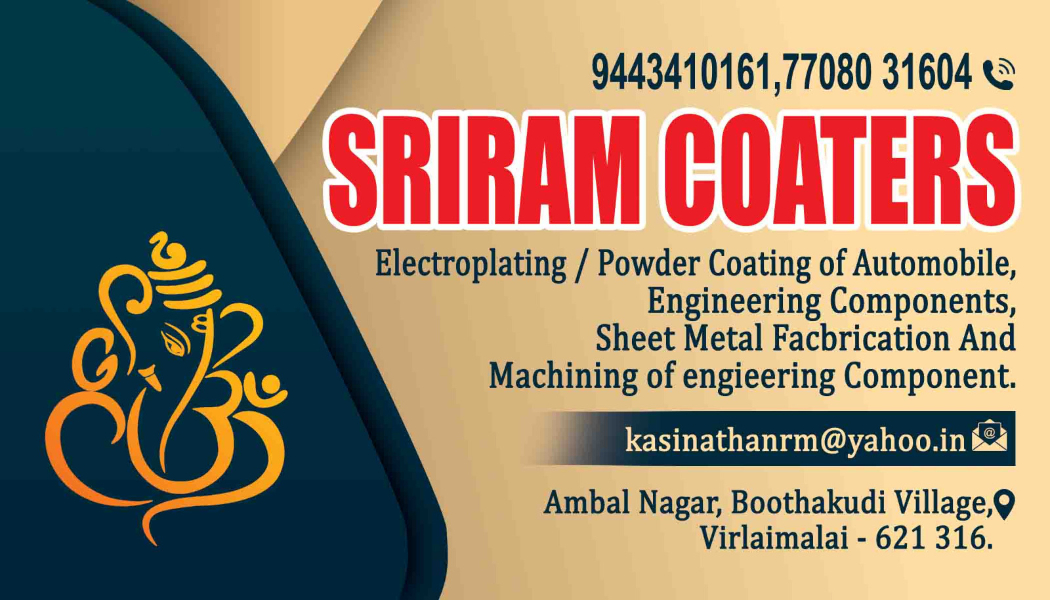 9443410161,77080 31604
SRIRAM COATERS
Electroplating / Powder Coating of Automobile,
Engineering Components,
Sheet Metal Facbrication And
Machining of engieering Component.
kasinathanrm@yahoo.in
Ambal Nagar, Boothakudi Village,
Virlaimalai - 621 316.